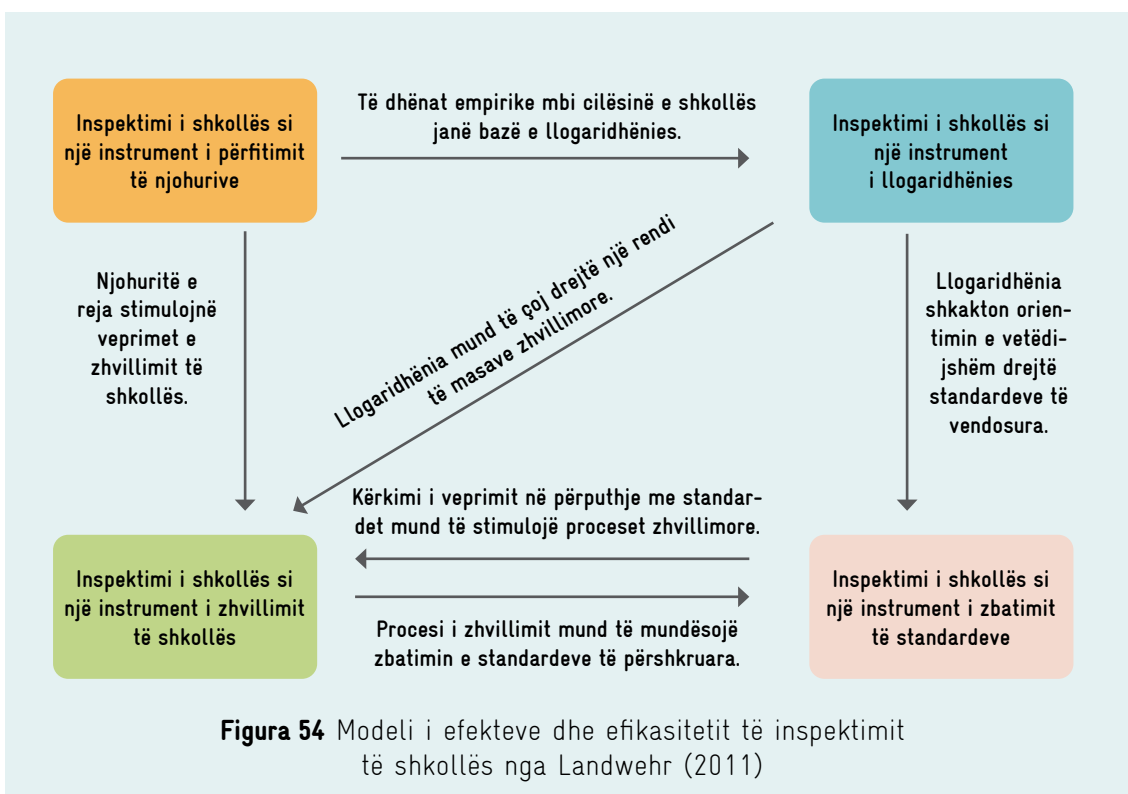 Inspektimi i shkollës si
një instrument i përfitimit
të njohurive
Të dhënat empirike mbi cilësinë e shkollës
janë bazë e llogaridhënies.
Inspektimi i shkollës si
një instrument
i llogaridhënies
Njohuritë e
reja stimulojnë
veprimet e
zhvillimit të
shkollës.
Llogaridhënia mund të çoj drejtë një rendi
të masave zhvillimore.
Llogaridhënia
shkakton orien-
timin e vetëdi-
jshëm drejtë
standardeve të
vendosura.
Kërkimi i veprimit në përputhje me standar-
det mund të stimulojë proceset zhvillimore.
Inspektimi i shkollës si
një instrument i zhvillimit
të shkollës
Procesi i zhvillimit mund të mundësojë
zbatimin e standardeve të përshkruara.
Inspektimi i shkollës si
një instrument i zbatimit
të standardeve
Figura 54 Modeli i efekteve dhe efikasitetit të inspektimit
të shkollës nga Landwehr (2011)